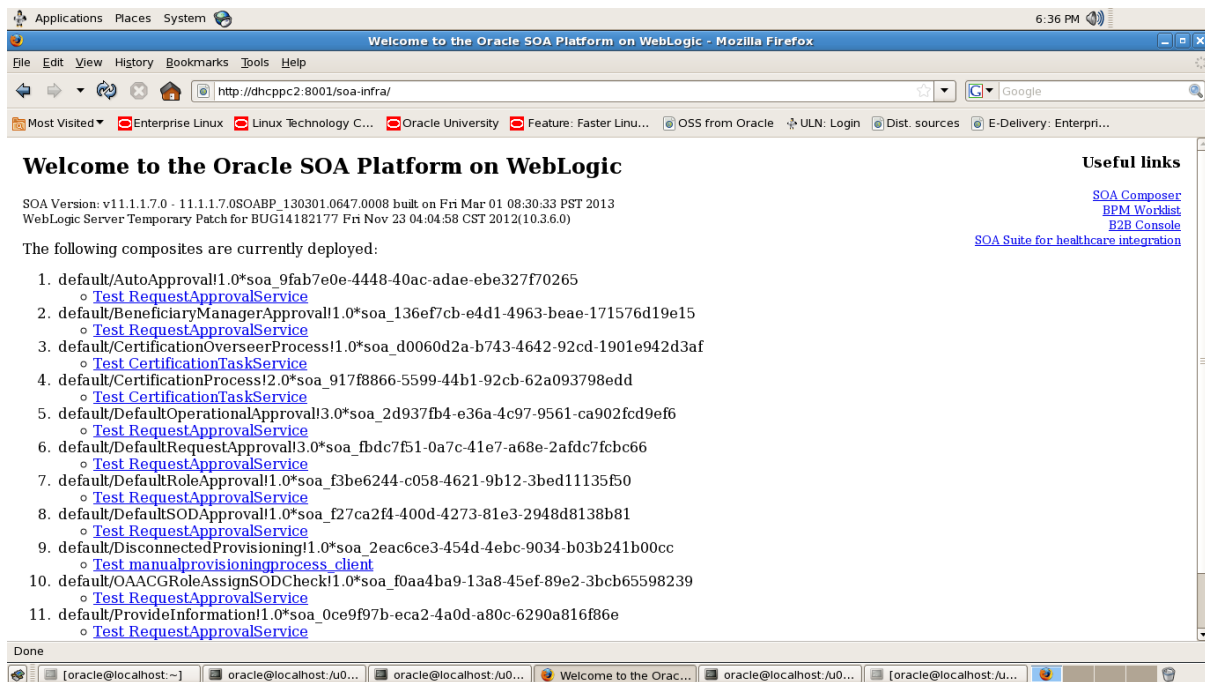 Applications Places System 6:36 PM
Welcome to the Oracle SOA Platform on WebLogic - Mozilla Firefox
File Edit View History Bookmarks Tools Help
http://dhcppc2:8001/soa-infra/ G Google
Most Visited Enterprise Linux Linux Technology C... Oracle University Feature: Faster Linu... OSS from Oracle ULN: Login Dist. sources E-Delivery: Enterpri...
Welcome to the Oracle SOA Platform on WebLogic
Useful links
SOA Composer
BPM Worklist
B2B Console
SOA Suite for healthcare integration
SOA Version: v11.1.1.7.0 - 11.1.1.7.0SOABP_130301.0647.0008 built on Fri Mar 01 08:30:33 PST 2013
WebLogic Server Temporary Patch for BUG14182177 Fri Nov 23 04:04:58 CST 2012(10.3.6.0)
The following composites are currently deployed:
1. default/AutoApproval!1.0*soa_9fab7e0e-4448-40ac-adae-ebe327f70265
Test RequestApprovalService
2. default/BeneficiaryManagerApproval!1.0*soa_136ef7cb-e4d1-4963-beae-171576d19e15
Test RequestApprovalService
3. default/CertificationOverseerProcess!1.0*soa_d0060d2a-b743-4642-92cd-1901e942d3af
Test CertificationTaskService
4. default/CertificationProcess!2.0*soa_917f8866-5599-44b1-92cb-62a093798edd
Test CertificationTaskService
5. default/DefaultOperationalApproval!3.0*soa_2d937fb4-e36a-4c97-9561-ca902fcd9ef6
Test RequestApprovalService
6. default/DefaultRequestApproval!3.0*soa_fbdc7f51-0a7c-41e7-a68e-2afdc7fcbc66
Test RequestApprovalService
7. default/DefaultRoleApproval!1.0*soa_f3be6244-c058-4621-9b12-3bed11135f50
Test RequestApprovalService
8. default/DefaultSODApproval!1.0*soa_f27ca2f4-400d-4273-81e3-2948d8138b81
Test RequestApprovalService
9. default/DisconnectedProvisioning!1.0*soa_2eac6ce3-454d-4ebc-9034-b03b241b00cc
Test manualprovisioningprocess_client
10. default/OAACGRoleAssignSODCheck!1.0*soa_f0aa4ba9-13a8-45ef-89e2-3bcb65598239
Test RequestApprovalService
11. default/ProvideInformation!1.0*soa_0ce9f97b-eca2-4a0d-a80c-6290a816f86e
Test RequestApprovalService
Done
[oracle@localhost:~] oracle@localhost:/u0... oracle@localhost:/u0... Welcome to the Orac... oracle@localhost:/u0... [oracle@localhost:/u...